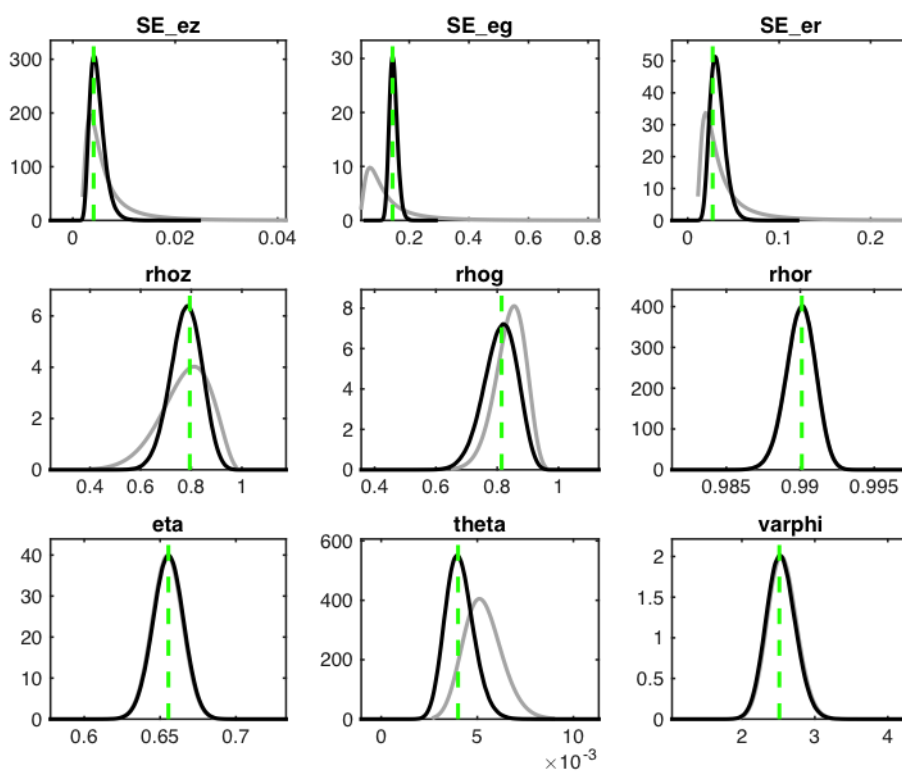 SE_ez SE_eg SE_er
300 200 100 0
0 0.02 0.04
30 20 10 0
0.2 0.4 0.6 0.8
50 40 30 20 10 0
0 0.1 0.2
rhoz rhog rhor
6 4 2 0
0.4 0.6 0.8 1
8 6 4 2 0
0.4 0.6 0.8 1
400 300 200 100 0
0.985 0.99 0.995
eta theta varphi
40 30 20 10 0
0.6 0.65 0.7
600 400 200 0
0 5 10
×10⁻³
2 1.5 1 0.5 0
2 3 4